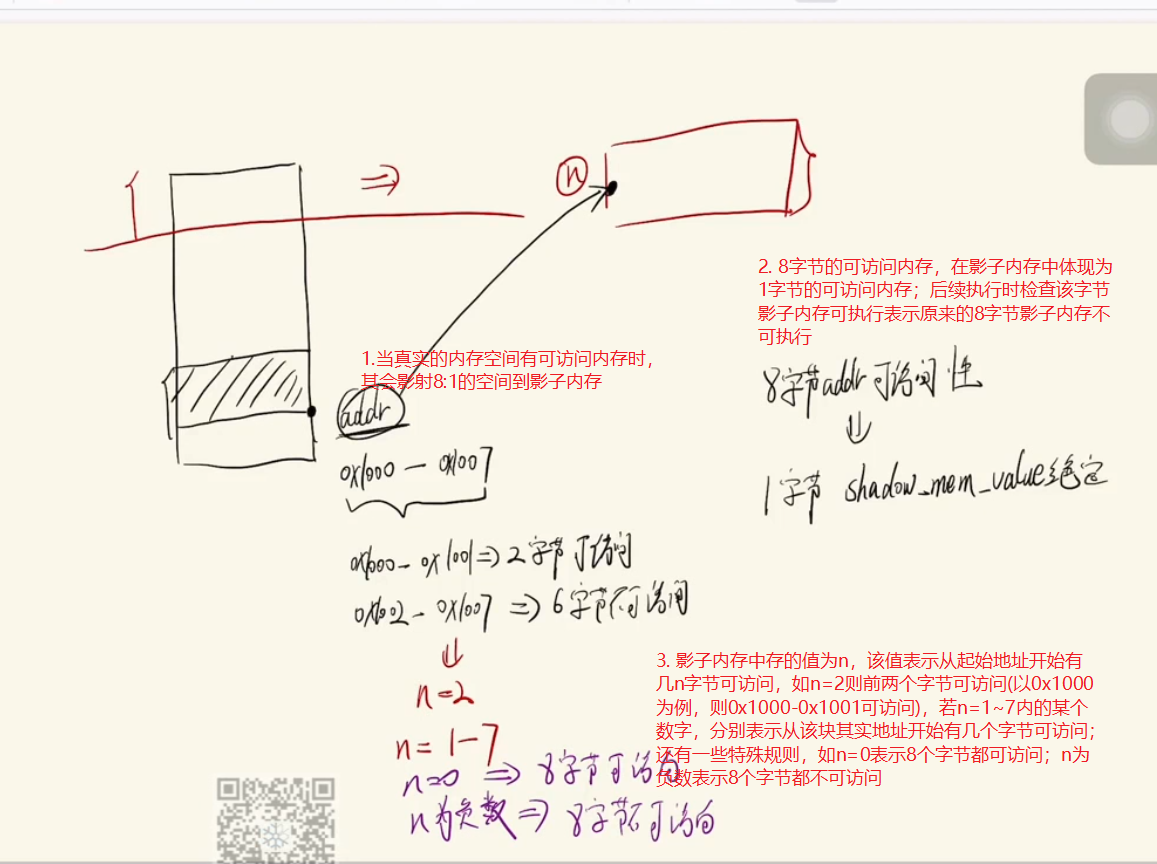 n
1.当真实的内存空间有可访问内存时，
其会影射8:1的空间到影子内存
addr
0x1000 — 0x1007
0x1000 - 0x1001 => 2字节可访问
0x1002 - 0x1007 => 6字节不可访问
n=2
n= 1—7
n=0 => 8字节可访问
n为负数 => 8字节不可访问
2. 8字节的可访问内存，在影子内存中体现为
1字节的可访问内存；后续执行时检查该字节
影子内存可执行表示原来的8字节影子内存不
可执行
8字节addr可访问性
1字节 shadow_mem_value绝定
3. 影子内存中存的值为n，该值表示从起始地址开始有
几n字节可访问，如n=2则前两个字节可访问(以0x1000
为例，则0x1000-0x1001可访问)，若n=1~7内的某个
数字，分别表示从该块其实地址开始有几个字节可访问；
还有一些特殊规则，如n=0表示8个字节都可访问；n为
负数表示8个字节都不可访问